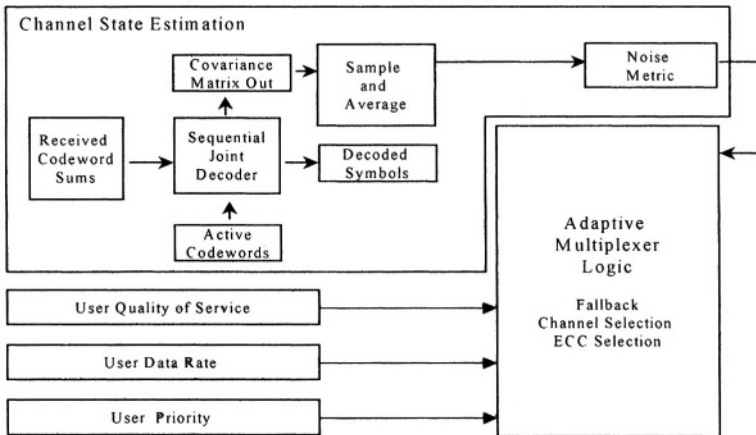 Channel State Estimation
Covariance
Matrix Out
Sample
and
Average
Noise
Metric
Received
Codeword
Sums
Sequential
Joint
Decoder
Decoded
Symbols
Active
Codewords
Adaptive
Multiplexer
Logic
Fallback
Channel Selection
ECC Selection
User Quality of Service
User Data Rate
User Priority